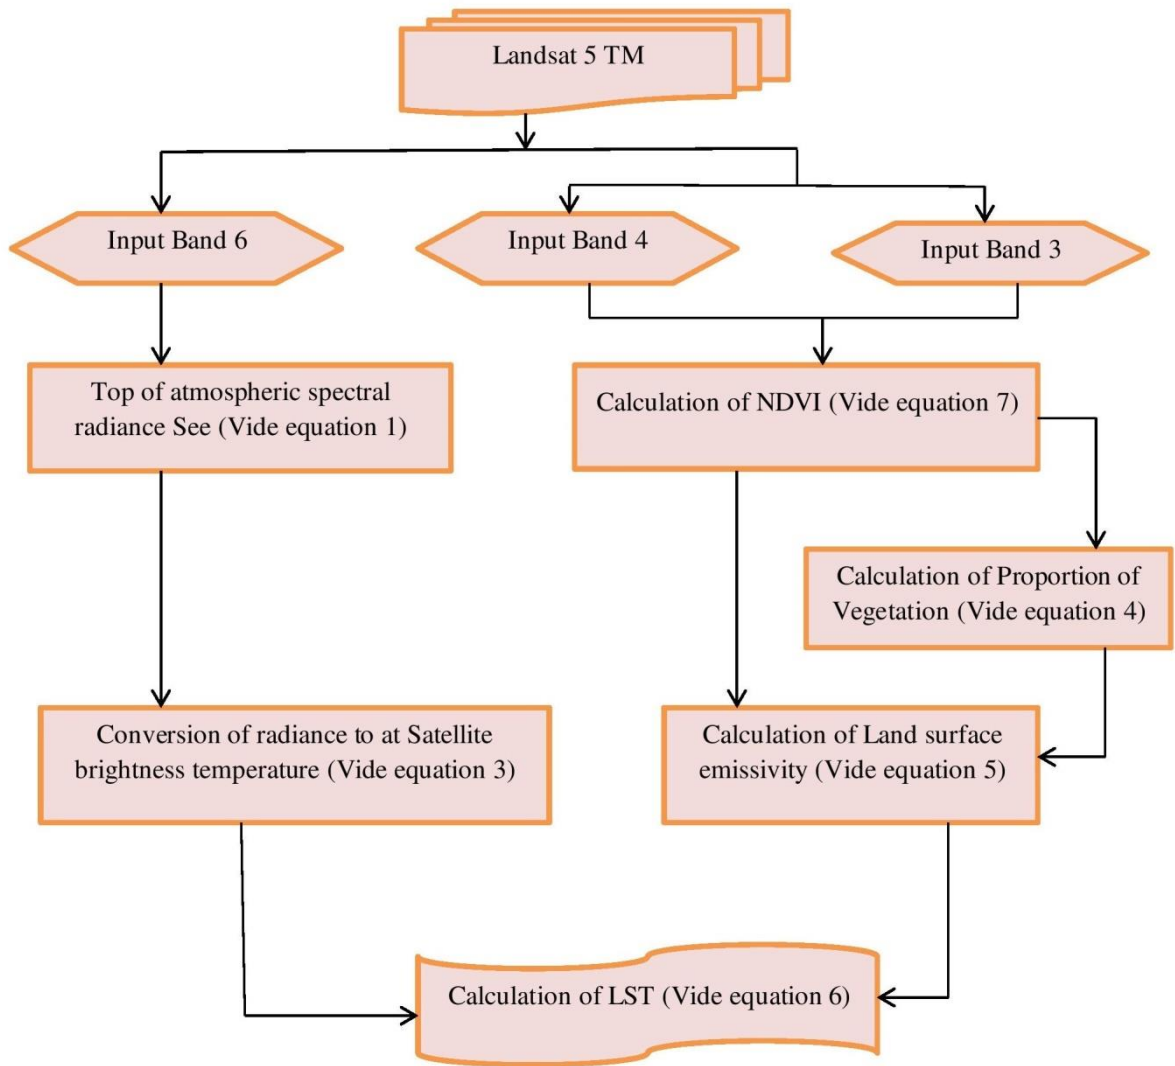 Landsat 5 TM
Input Band 6
Input Band 4
Input Band 3
Top of atmospheric spectral
radiance See (Vide equation 1)
Calculation of NDVI (Vide equation 7)
Calculation of Proportion of
Vegetation (Vide equation 4)
Conversion of radiance to at Satellite
brightness temperature (Vide equation 3)
Calculation of Land surface
emissivity (Vide equation 5)
Calculation of LST (Vide equation 6)